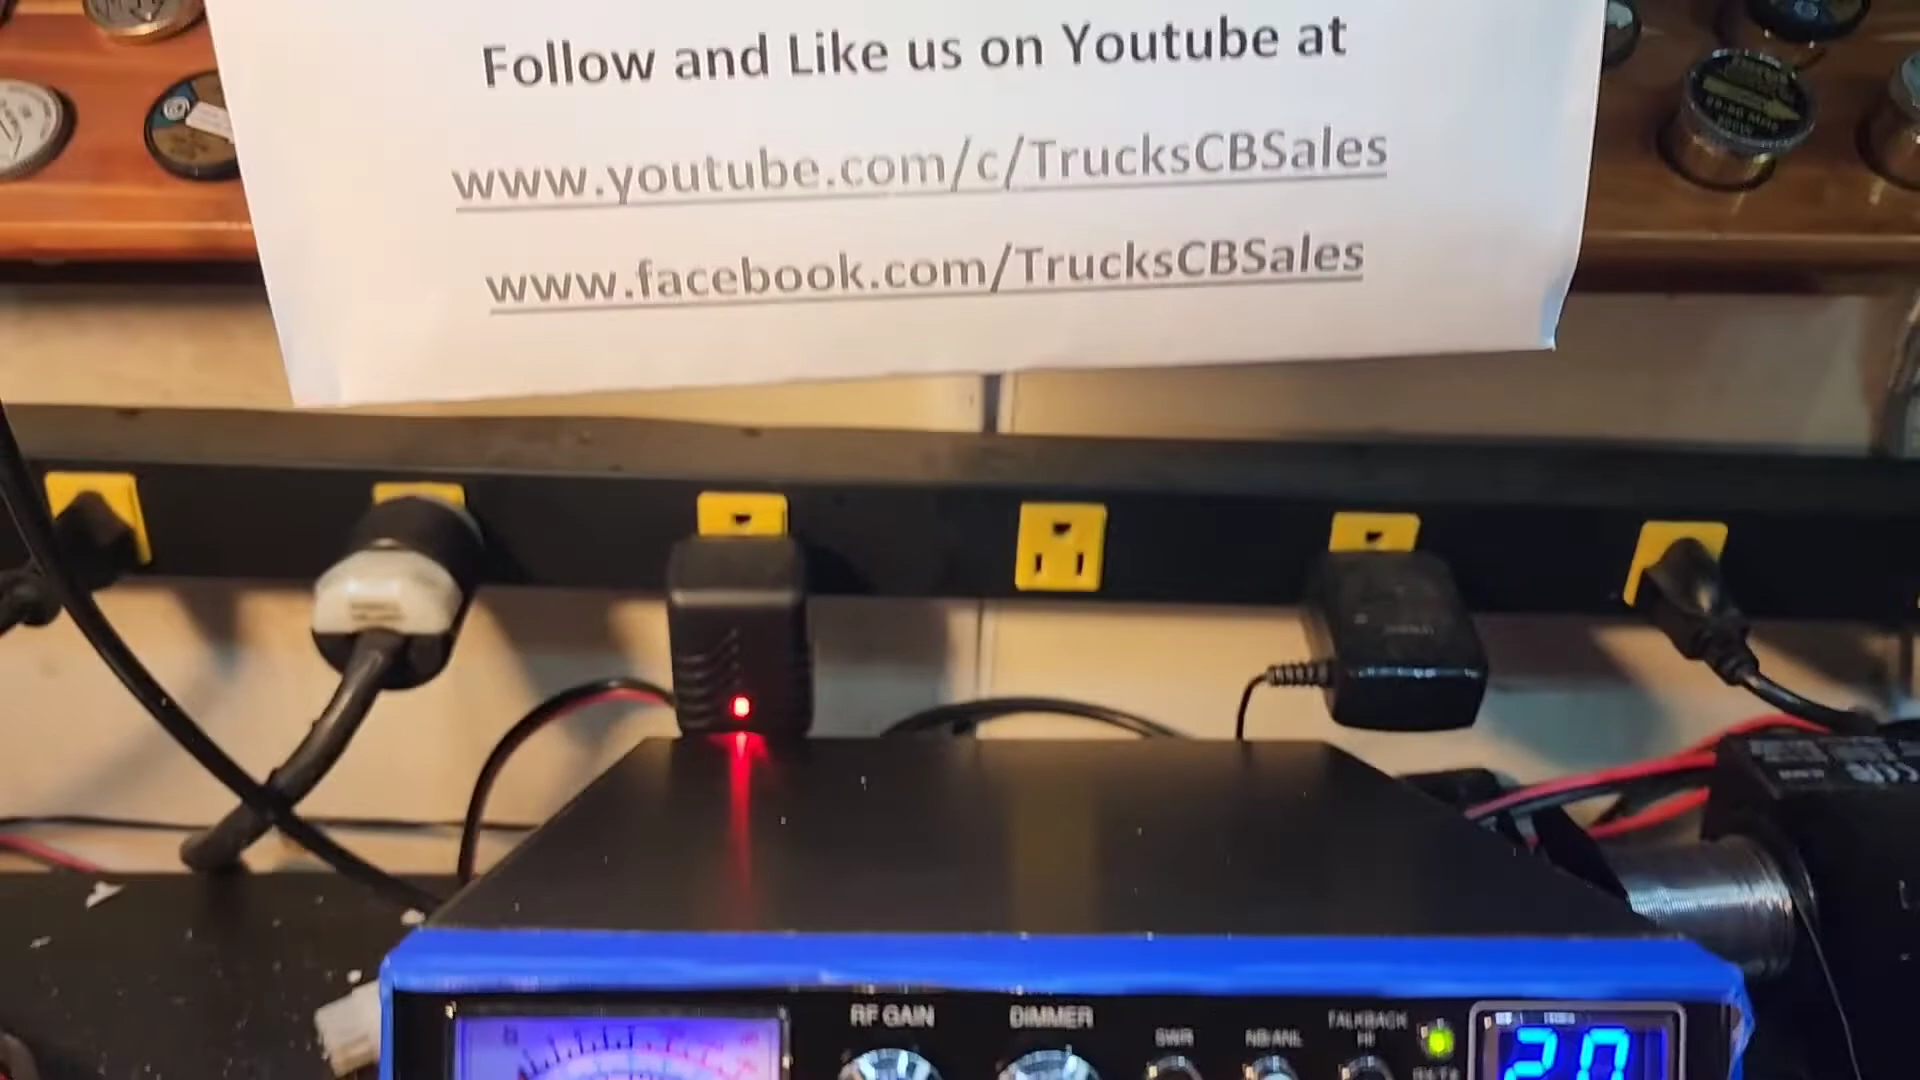 Follow and Like us on Youtube at
www.youtube.com/c/TrucksCBSales
www.facebook.com/TrucksCBSales
RF GAIN
DIMMER
SWR
NB/ANL
TALKBACK
20